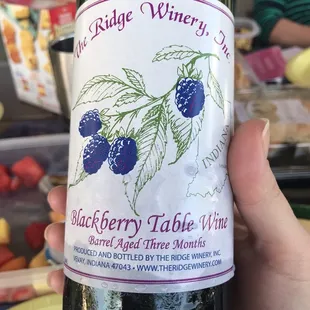 The Ridge Winery, Inc
INDIANA
Blackberry Table Wine
Barrel Aged Three Months
PRODUCED AND BOTTLED BY THE RIDGE WINERY, INC.
VEVAY, INDIANA 47043 • WWW.THERIDGEWINERY.COM